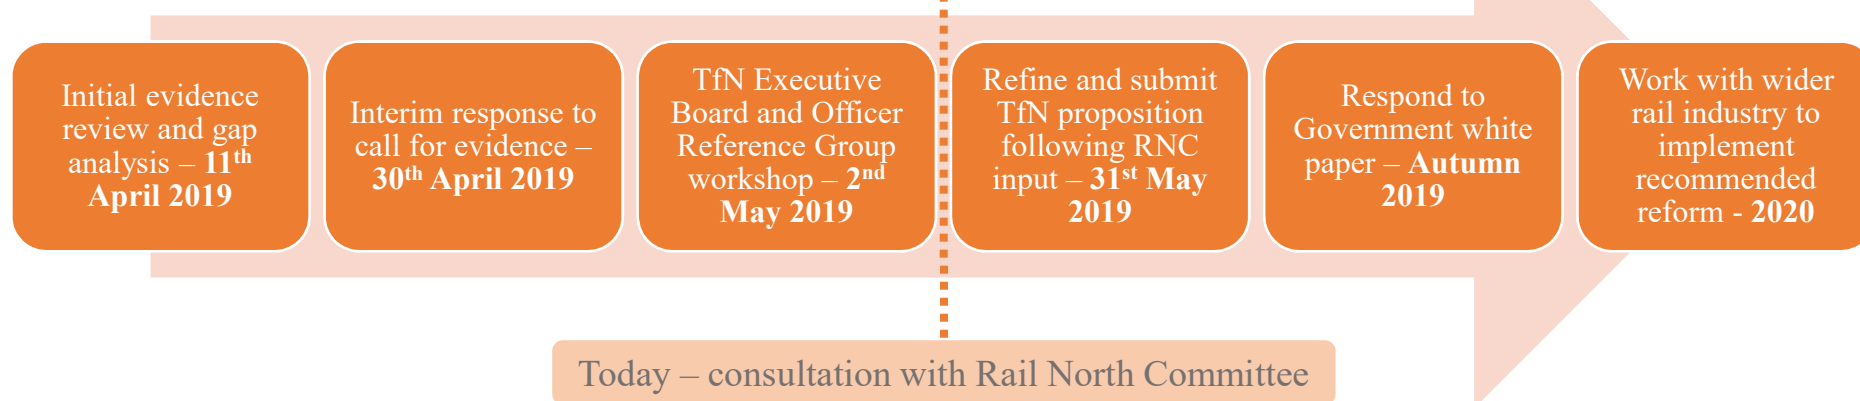 Initial evidence
review and gap
analysis – 11th
April 2019
Interim response to
call for evidence –
30th April 2019
TfN Executive
Board and Officer
Reference Group
workshop – 2nd
May 2019
Refine and submit
TfN proposition
following RNC
input – 31st May
2019
Respond to
Government white
paper – Autumn
2019
Work with wider
rail industry to
implement
recommended
reform - 2020
Today – consultation with Rail North Committee